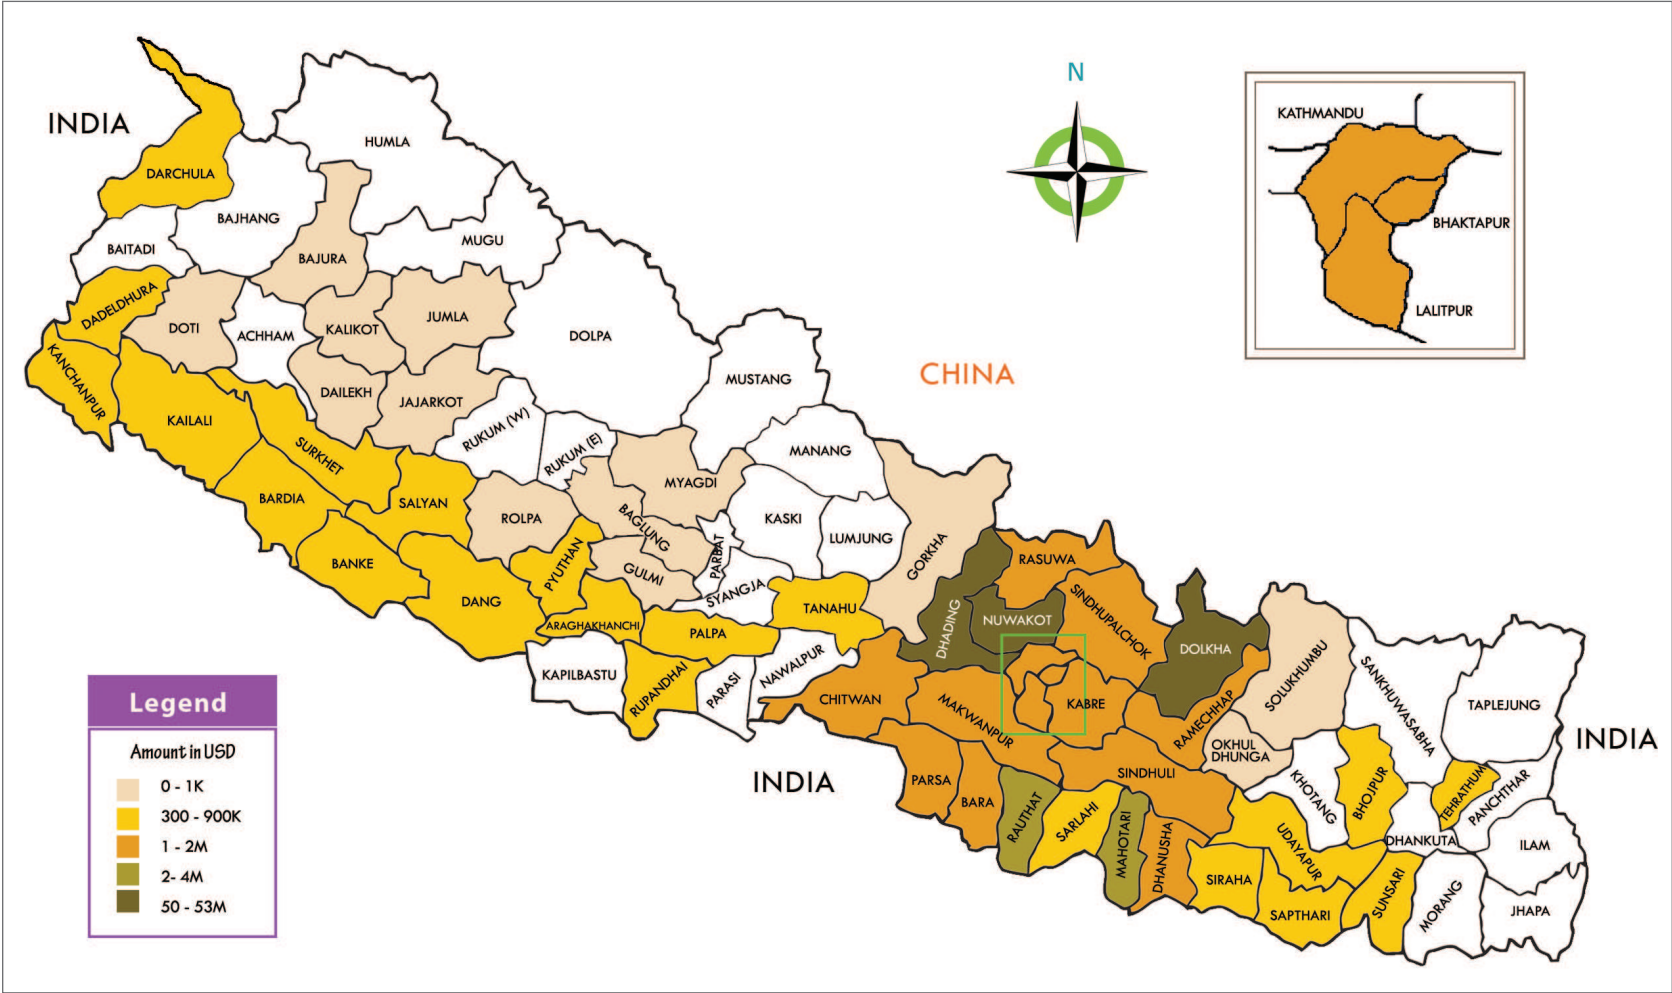 N
INDIA
HUMLA
KATHMANDU
DARCHULA
BAJHANG
BHAKTAPUR
BAITADI
MUGU
BAJURA
DADELDHURA
LALITPUR
DOTI
ACHHAM
KALIKOT
JUMLA
DOLPA
KANCHANPUR
CHINA
MUSTANG
DAILEKH
JAJARKOT
KAILALI
RUKUM (W)
RUKUM (E)
SURKHET
MANANG
MYAGDI
BARDIA
SALYAN
ROLPA
BAGLUNG
KASKI
LUMJUNG
PARBAT
GORKHA
BANKE
PYUTHAN
GULMI
RASUWA
SYANGJA
DANG
TANAHU
SINDHUPALCHOK
NUWAKOT
DHADING
ARAGHAKHANCHI
PALPA
DOLKHA
KAPILBASTU
RUPANDHAI
PARASI
NAWALPUR
CHITWAN
MAKWANPUR
KABRE
RAMECHHAP
SOLUKHUMBU
SANKHUWASABHA
TAPLEJUNG
OKHUL
DHUNGA
INDIA
INDIA
PARSA
BARA
RAUTHAT
SARLAHI
SINDHULI
MAHOTARI
DHANUSHA
KHOTANG
BHOJPUR
TEHRATHUM
PANCHTHAR
UDAYAPUR
DHANKUTA
ILAM
SIRAHA
SAPTHARI
SUNSARI
MORANG
JHAPA
Legend
Amount in USD
0 - 1K
300 - 900K
1 - 2M
2- 4M
50 - 53M